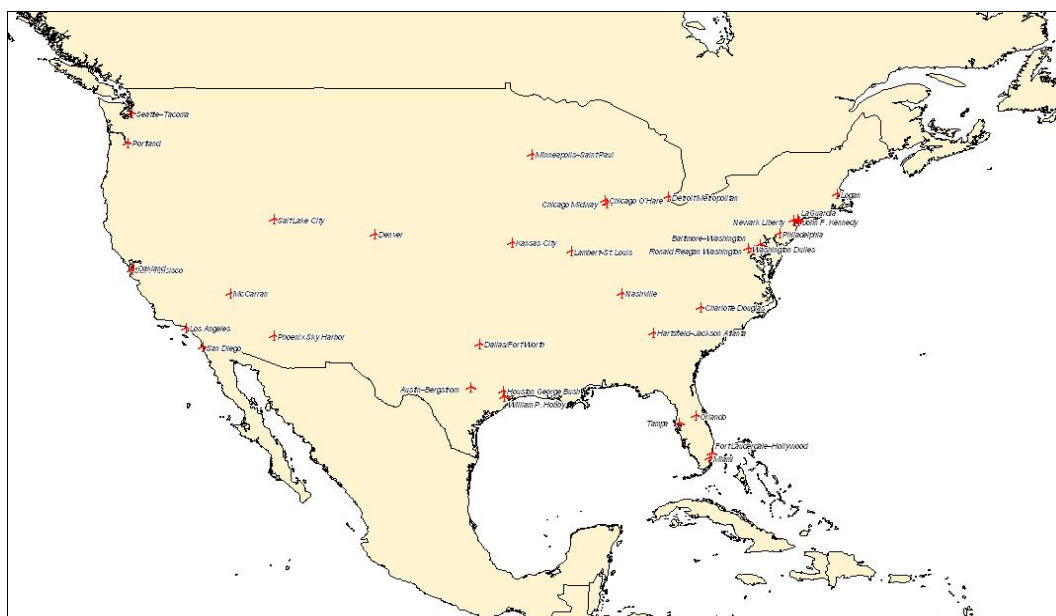 Seattle-Tacoma
Portland
Minneapolis-Saint Paul
Logan
Detroit Metropolitan
Chicago O'Hare
Chicago Midway
LaGuardia
Newark Liberty
John F. Kennedy
Salt Lake City
Denver
Philadelphia
Baltimore-Washington
Kansas City
Lambert-St. Louis
Ronald Reagan Washington
Washington Dulles
Oakland
McCarran
Nashville
Charlotte Douglas
Los Angeles
Hartsfield-Jackson Atlanta
Phoenix Sky Harbor
San Diego
Dallas/Fort Worth
Austin-Bergstrom
Houston George Bush
William P. Hobby
Orlando
Tampa
Fort Lauderdale-Hollywood
Miami